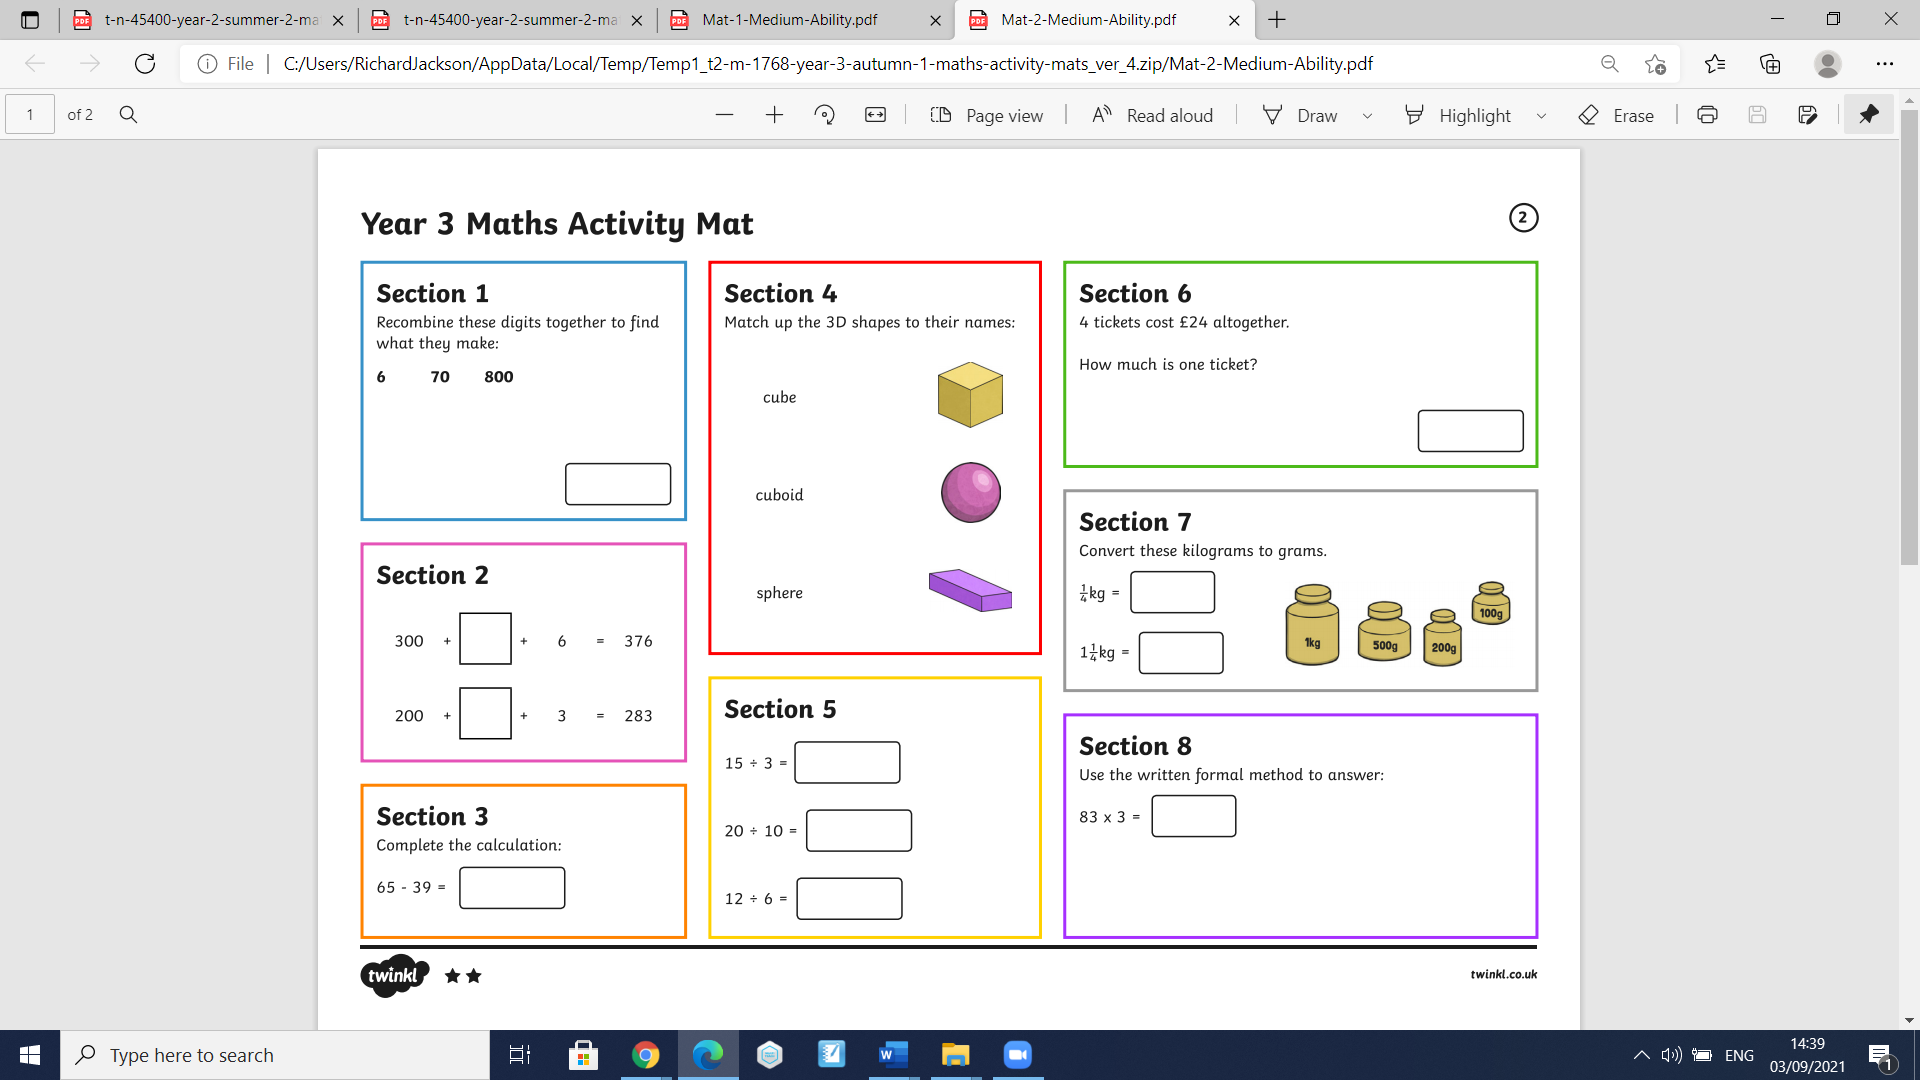 t-n-45400-year-2-summer-2-ma
t-n-45400-year-2-summer-2-ma
Mat-1-Medium-Ability.pdf
Mat-2-Medium-Ability.pdf
File
C:/Users/RichardJackson/AppData/Local/Temp/Temp1_t2-m-1768-year-3-autumn-1-maths-activity-mats_ver_4.zip/Mat-2-Medium-Ability.pdf
1 of 2
Page view
Read aloud
Draw
Highlight
Erase
Year 3 Maths Activity Mat
2
Section 1
Recombine these digits together to find
what they make:
6 70 800
Section 2
300 + + 6 = 376
200 + + 3 = 283
Section 3
Complete the calculation:
65 - 39 =
Section 4
Match up the 3D shapes to their names:
cube
cuboid
sphere
Section 5
15 ÷ 3 =
20 ÷ 10 =
12 ÷ 6 =
Section 6
4 tickets cost £24 altogether.
How much is one ticket?
Section 7
Convert these kilograms to grams.
¼kg =
1¼kg =
1kg
500g
200g
100g
Section 8
Use the written formal method to answer:
83 x 3 =
twinkl
twinkl.co.uk
Type here to search
ENG
14:39
03/09/2021
1